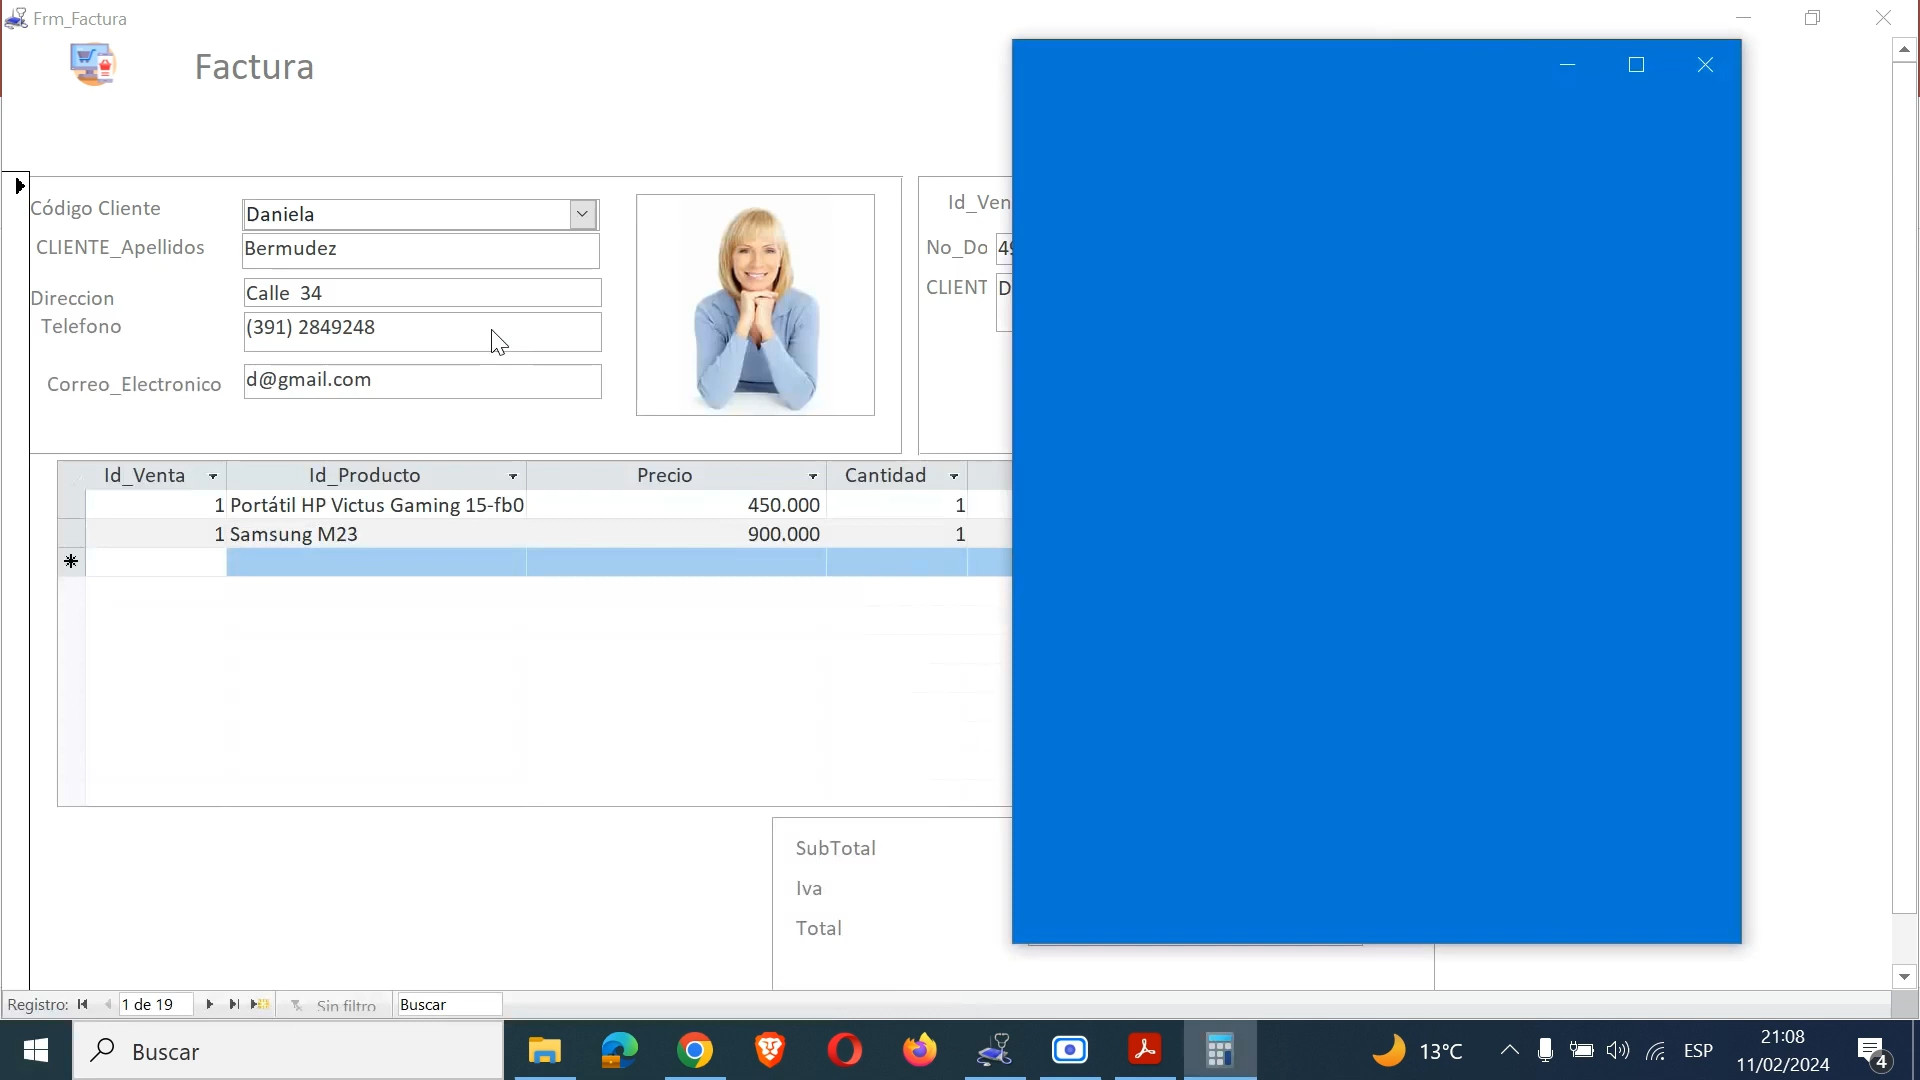 Frm_Factura
Factura
Código Cliente
Daniela
CLIENTE_Apellidos
Bermudez
Direccion
Calle 34
Telefono
(391) 2849248
Correo_Electronico
d@gmail.com
Id_Ven
No_Do 49
CLIENT D
Id_Venta Id_Producto Precio Cantidad
1 Portátil HP Victus Gaming 15-fb0 450.000 1
1 Samsung M23 900.000 1
SubTotal
Iva
Total
Registro: 1 de 19 Sin filtro Buscar
Buscar
13°C ESP
21:08
11/02/2024
4